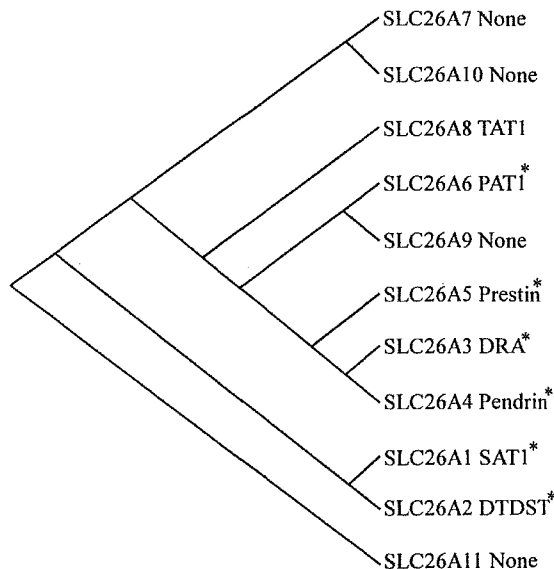 SLC26A7 None
SLC26A10 None
SLC26A8 TAT1
SLC26A6 PAT1*
SLC26A9 None
SLC26A5 Prestin*
SLC26A3 DRA*
SLC26A4 Pendrin*
SLC26A1 SAT1*
SLC26A2 DTDST*
SLC26A11 None